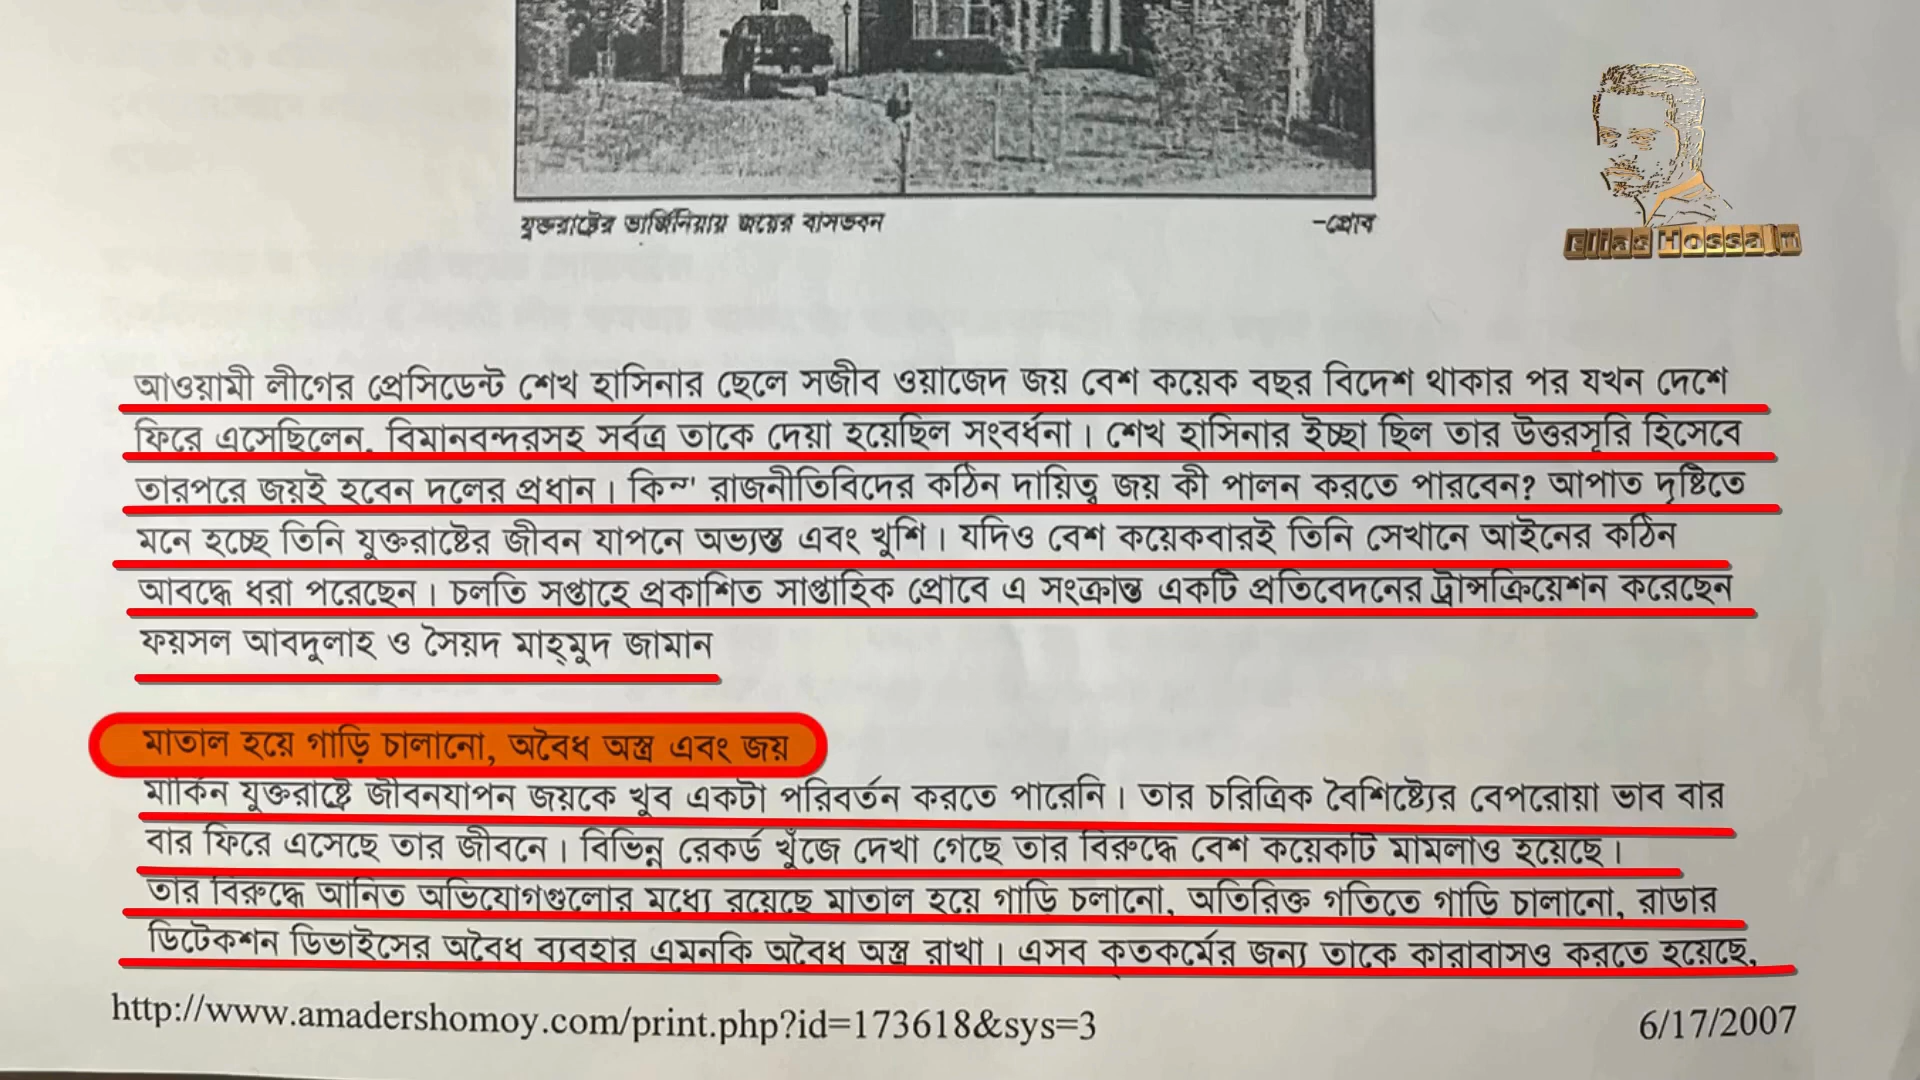 যুক্তরাষ্ট্রের ভার্জিনিয়ায় জয়ের বাসভবন
-প্রোব
Elias Hossain
আওয়ামী লীগের প্রেসিডেন্ট শেখ হাসিনার ছেলে সজীব ওয়াজেদ জয় বেশ কয়েক বছর বিদেশ থাকার পর যখন দেশে
ফিরে এসেছিলেন, বিমানবন্দরসহ সর্বত্র তাকে দেয়া হয়েছিল সংবর্ধনা। শেখ হাসিনার ইচ্ছা ছিল তার উত্তরসূরি হিসেবে
তারপরে জয়ই হবেন দলের প্রধান। কিন্' রাজনীতিবিদের কঠিন দায়িত্ব জয় কী পালন করতে পারবেন? আপাত দৃষ্টিতে
মনে হচ্ছে তিনি যুক্তরাষ্টের জীবন যাপনে অভ্যস্ত এবং খুশি। যদিও বেশ কয়েকবারই তিনি সেখানে আইনের কঠিন
আবদ্ধে ধরা পরেছেন। চলতি সপ্তাহে প্রকাশিত সাপ্তাহিক প্রোবে এ সংক্রান্ত একটি প্রতিবেদনের ট্রান্সক্রিয়েশন করেছেন
ফয়সল আবদুলাহ ও সৈয়দ মাহ্মুদ জামান
মাতাল হয়ে গাড়ি চালানো, অবৈধ অস্ত্র এবং জয়
মার্কিন যুক্তরাষ্ট্রে জীবনযাপন জয়কে খুব একটা পরিবর্তন করতে পারেনি। তার চরিত্রিক বৈশিষ্ট্যের বেপরোয়া ভাব বার
বার ফিরে এসেছে তার জীবনে। বিভিন্ন রেকর্ড খুঁজে দেখা গেছে তার বিরুদ্ধে বেশ কয়েকটি মামলাও হয়েছে।
তার বিরুদ্ধে আনিত অভিযোগগুলোর মধ্যে রয়েছে মাতাল হয়ে গাড়ি চলানো, অতিরিক্ত গতিতে গাড়ি চালানো, রাডার
ডিটেকশন ডিভাইসের অবৈধ ব্যবহার এমনকি অবৈধ অস্ত্র রাখা। এসব কৃতকর্মের জন্য তাকে কারাবাসও করতে হয়েছে,
http://www.amadershomoy.com/print.php?id=173618&sys=3
6/17/2007